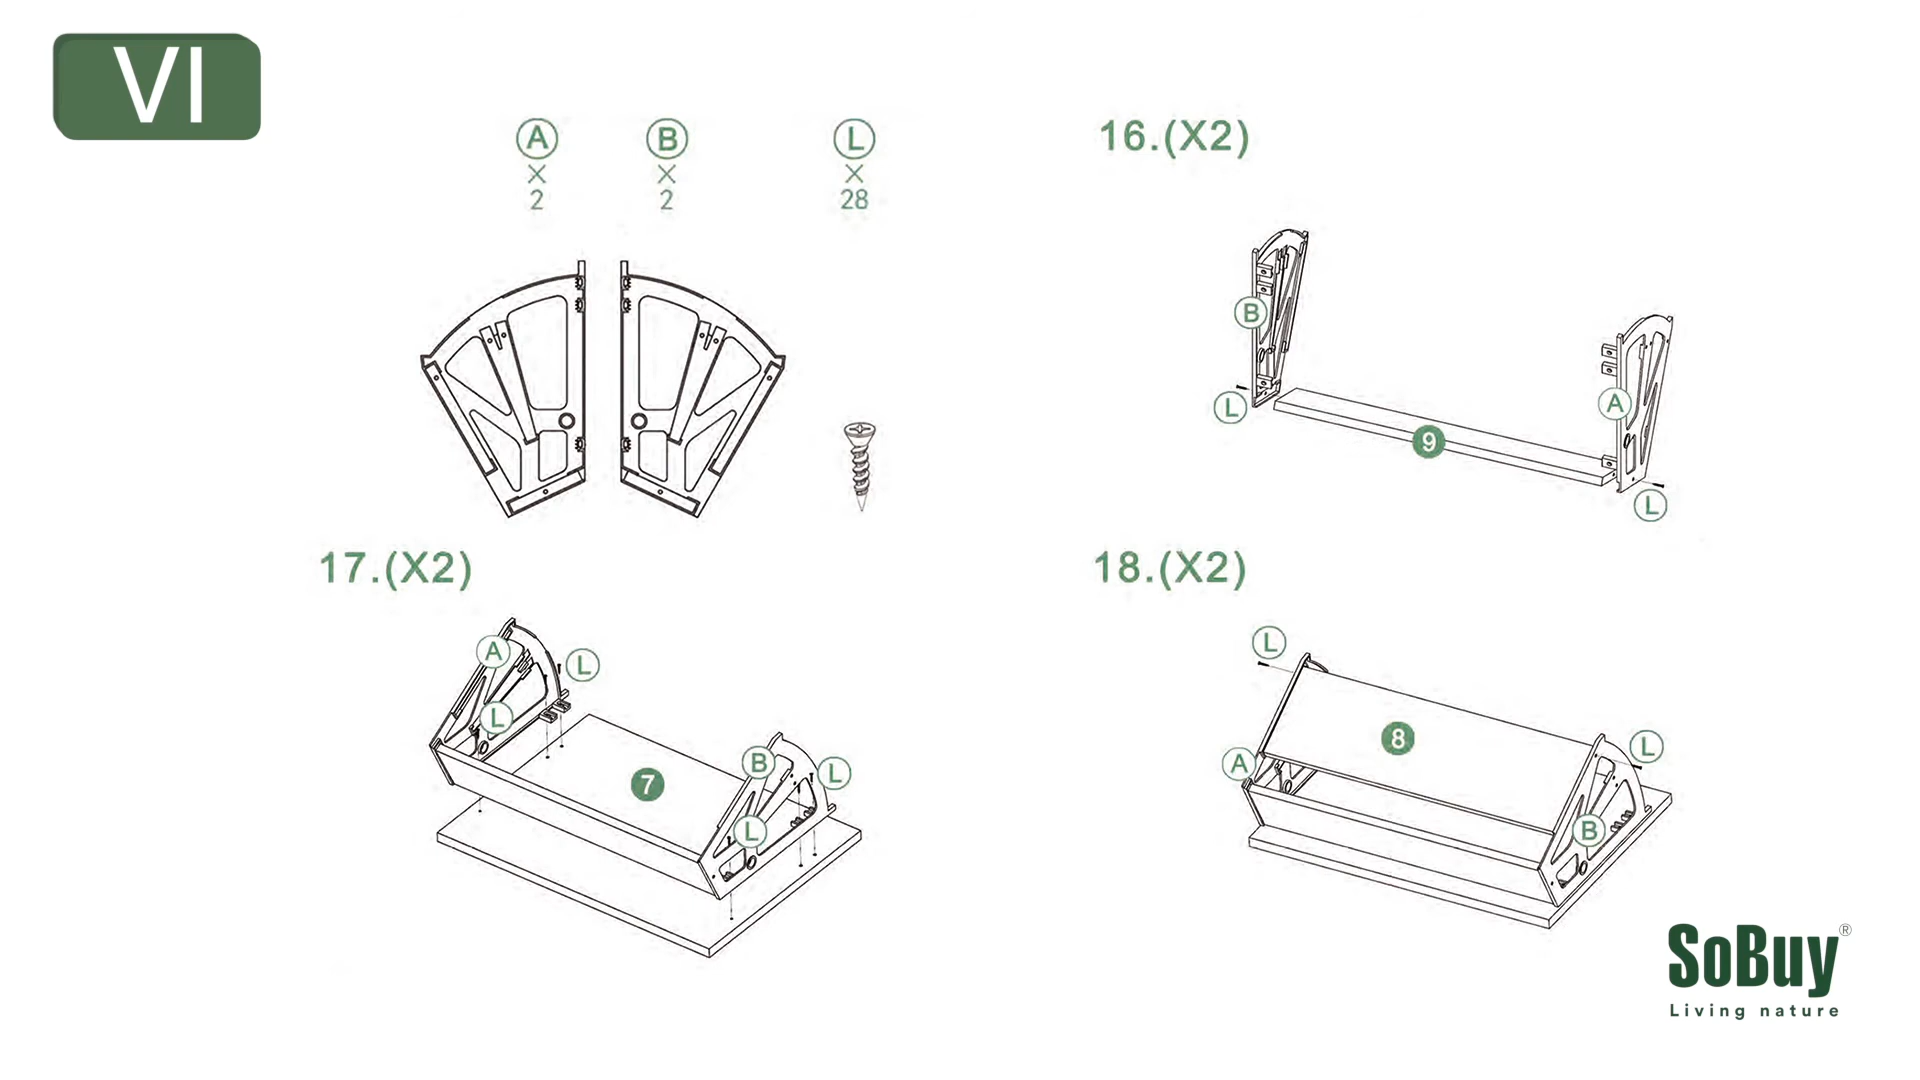 VI
A B L
× × ×
2 2 28
16.(X2)
B
L
9
A
L
17.(X2)
A
L
L
7
B
L
L
18.(X2)
L
8
L
A
B
SoBuy®
Living nature